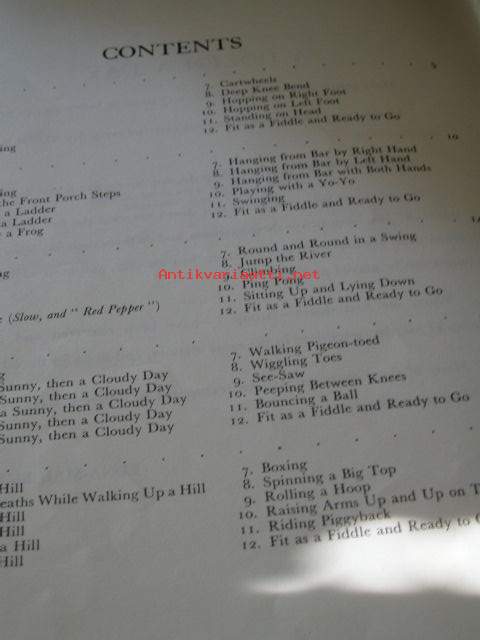 CONTENTS
7. Cartwheels
8. Deep Knee Bend
9. Hopping on Right Foot
10. Hopping on Left Foot
11. Standing on Head
12. Fit as a Fiddle and Ready to Go
the Front Porch Steps
a Ladder
a Ladder
a Frog
10
7. Hanging from Bar by Right Hand
8. Hanging from Bar by Left Hand
9. Hanging from Bar with Both Hands
10. Playing with a Yo-Yo
11. Swinging
12. Fit as a Fiddle and Ready to Go
(Slow, and " Red Pepper ")
7. Round and Round in a Swing
8. Jump the River
9. Climbing
10. Ping Pong
11. Sitting Up and Lying Down
12. Fit as a Fiddle and Ready to Go
Antikvariaatti.net
Sunny, then a Cloudy Day
Sunny, then a Cloudy Day
a Sunny, then a Cloudy Day
Sunny, then a Cloudy Day
Sunny, then a Cloudy Day
7. Walking Pigeon-toed
8. Wiggling Toes
9. See-Saw
10. Peeping Between Knees
11. Bouncing a Ball
12. Fit as a Fiddle and Ready to Go
Hill
eaths While Walking Up a Hill
Hill
Hill
a Hill
Hill
7. Boxing
8. Spinning a Big Top
9. Rolling a Hoop
10. Raising Arms Up and Up on T
11. Riding Piggyback
12. Fit as a Fiddle and Ready to G